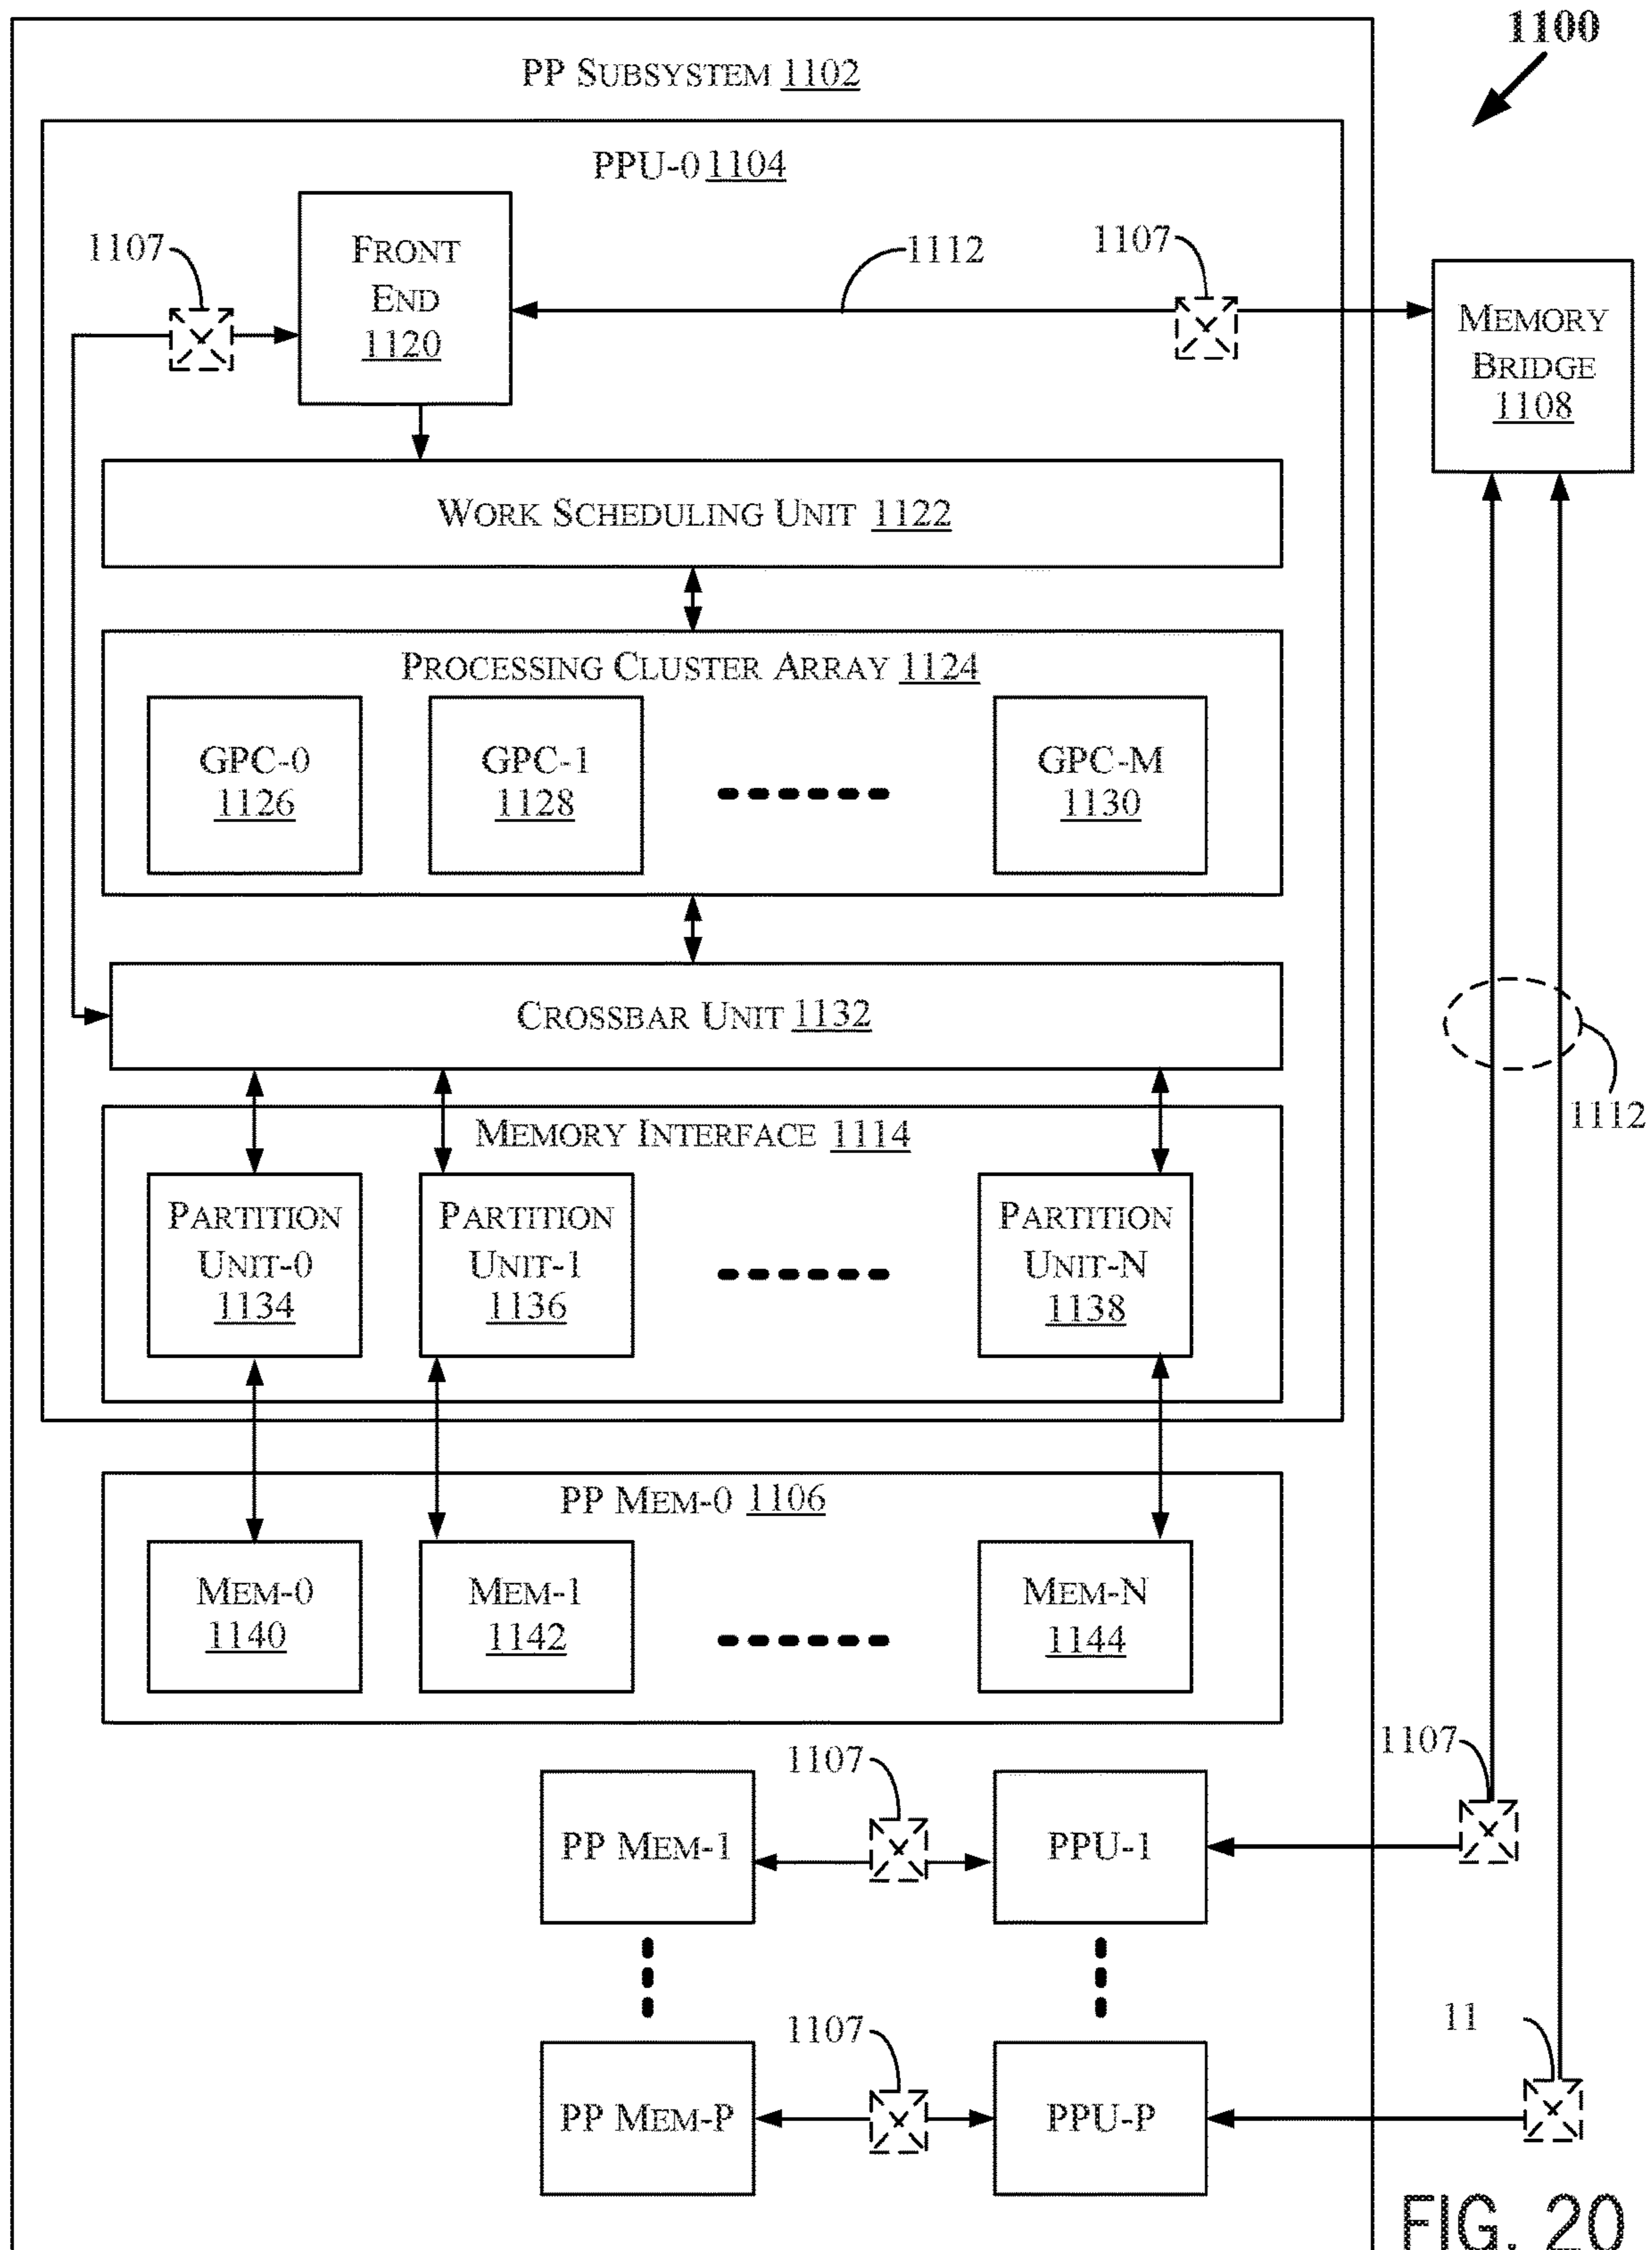 1100
PP SUBSYSTEM 1102
PPU-0 1104
1107
FRONT
END
1120
1112
1107
MEMORY
BRIDGE
1108
WORK SCHEDULING UNIT 1122
PROCESSING CLUSTER ARRAY 1124
GPC-0
1126
GPC-1
1128
GPC-M
1130
CROSSBAR UNIT 1132
1112
MEMORY INTERFACE 1114
PARTITION
UNIT-0
1134
PARTITION
UNIT-1
1136
PARTITION
UNIT-N
1138
PP MEM-0 1106
MEM-0
1140
MEM-1
1142
MEM-N
1144
1107
1107
PP MEM-1
PPU-1
1107
11
PP MEM-P
PPU-P
FIG. 20